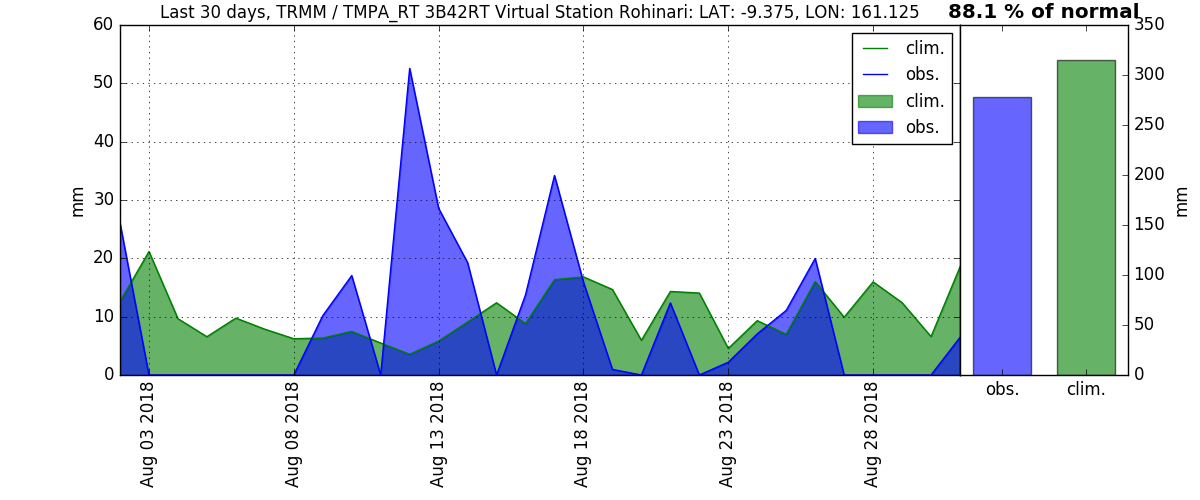 Last 30 days, TRMM / TMPA_RT 3B42RT Virtual Station Rohinari: LAT: -9.375, LON: 161.125
88.1 % of normal
60
50
40
30
20
10
0
mm
clim.
obs.
clim.
obs.
Aug 03 2018
Aug 08 2018
Aug 13 2018
Aug 18 2018
Aug 23 2018
Aug 28 2018
350
300
250
200
150
100
50
0
mm
obs.
clim.